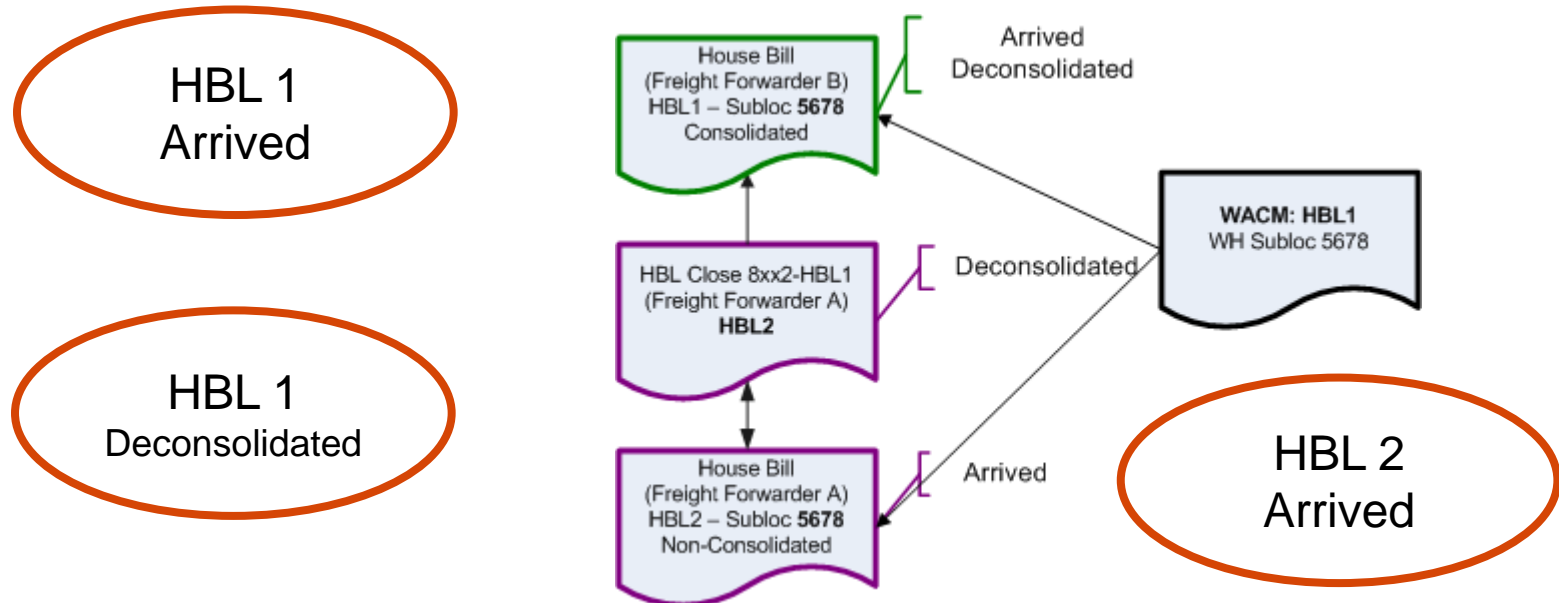 HBL 1
Arrived
HBL 1
Deconsolidated
House Bill
(Freight Forwarder B)
HBL1 – Subloc 5678
Consolidated
Arrived
Deconsolidated
HBL Close 8xx2-HBL1
(Freight Forwarder A)
HBL2
Deconsolidated
House Bill
(Freight Forwarder A)
HBL2 – Subloc 5678
Non-Consolidated
Arrived
WACM: HBL1
WH Subloc 5678
HBL 2
Arrived